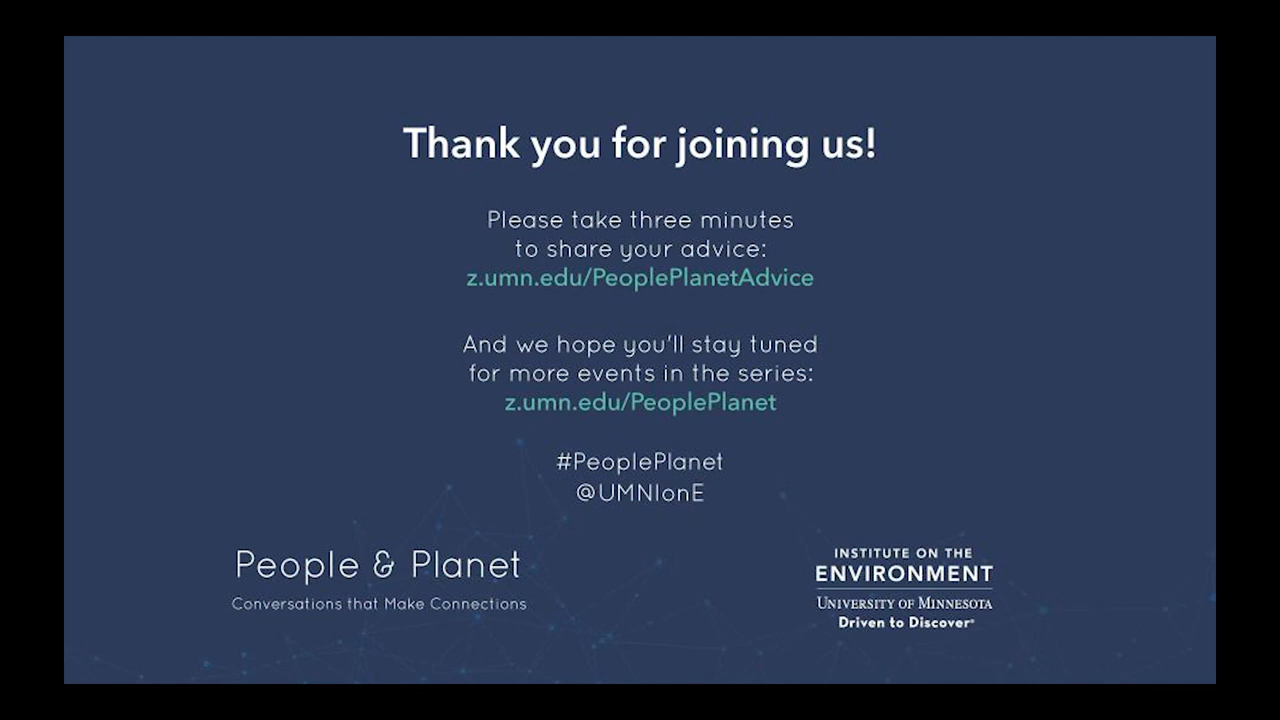 Thank you for joining us!
Please take three minutes
to share your advice:
z.umn.edu/PeoplePlanetAdvice
And we hope you'll stay tuned
for more events in the series:
z.umn.edu/PeoplePlanet
#PeoplePlanet
@UMNIonE
People & Planet
Conversations that Make Connections
INSTITUTE ON THE
ENVIRONMENT
UNIVERSITY OF MINNESOTA
Driven to Discover®